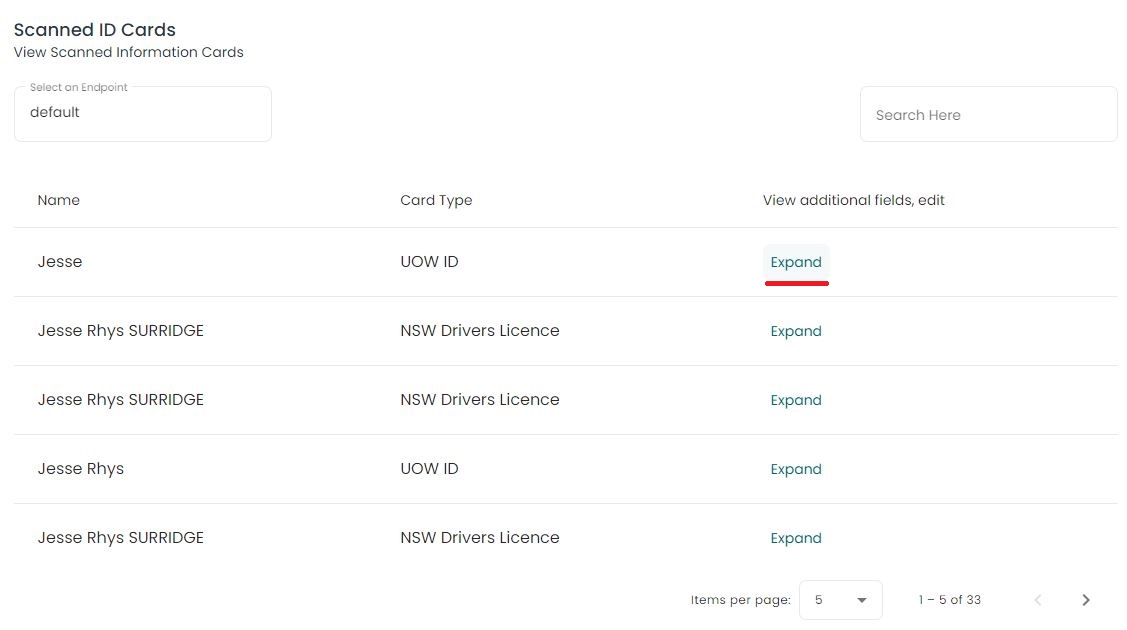 Scanned ID Cards
View Scanned Information Cards
Select an Endpoint
default
Search Here
Name Card Type View additional fields, edit
Jesse UOW ID Expand
Jesse Rhys SURRIDGE NSW Drivers Licence Expand
Jesse Rhys SURRIDGE NSW Drivers Licence Expand
Jesse Rhys UOW ID Expand
Jesse Rhys SURRIDGE NSW Drivers Licence Expand
Items per page: 5 1 – 5 of 33